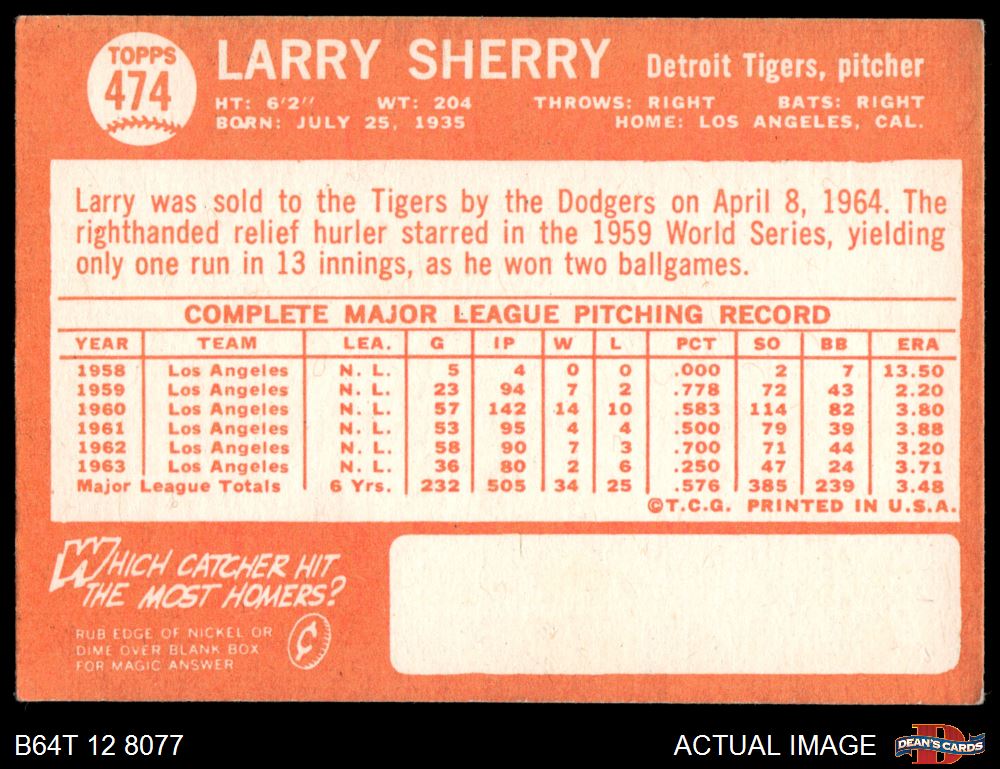 TOPPS
474
LARRY SHERRY Detroit Tigers, pitcher
HT: 6'2" WT: 204 THROWS: RIGHT BATS: RIGHT
BORN: JULY 25, 1935 HOME: LOS ANGELES, CAL.
Larry was sold to the Tigers by the Dodgers on April 8, 1964. The
righthanded relief hurler starred in the 1959 World Series, yielding
only one run in 13 innings, as he won two ballgames.
COMPLETE MAJOR LEAGUE PITCHING RECORD
YEAR TEAM LEA. G IP W L PCT SO BB ERA
1958 Los Angeles N. L. 5 4 0 0 .000 2 7 13.50
1959 Los Angeles N. L. 23 94 7 2 .778 72 43 2.20
1960 Los Angeles N. L. 57 142 14 10 .583 114 82 3.80
1961 Los Angeles N. L. 53 95 4 4 .500 79 39 3.88
1962 Los Angeles N. L. 58 90 7 3 .700 71 44 3.20
1963 Los Angeles N. L. 36 80 2 6 .250 47 24 3.71
Major League Totals 6 Yrs. 232 505 34 25 .576 385 239 3.48
©T.C.G. PRINTED IN U.S.A.
WHICH CATCHER HIT
THE MOST HOMERS?
RUB EDGE OF NICKEL OR
DIME OVER BLANK BOX
FOR MAGIC ANSWER
¢
B64T 12 8077 ACTUAL IMAGE DEAN'S CARDS